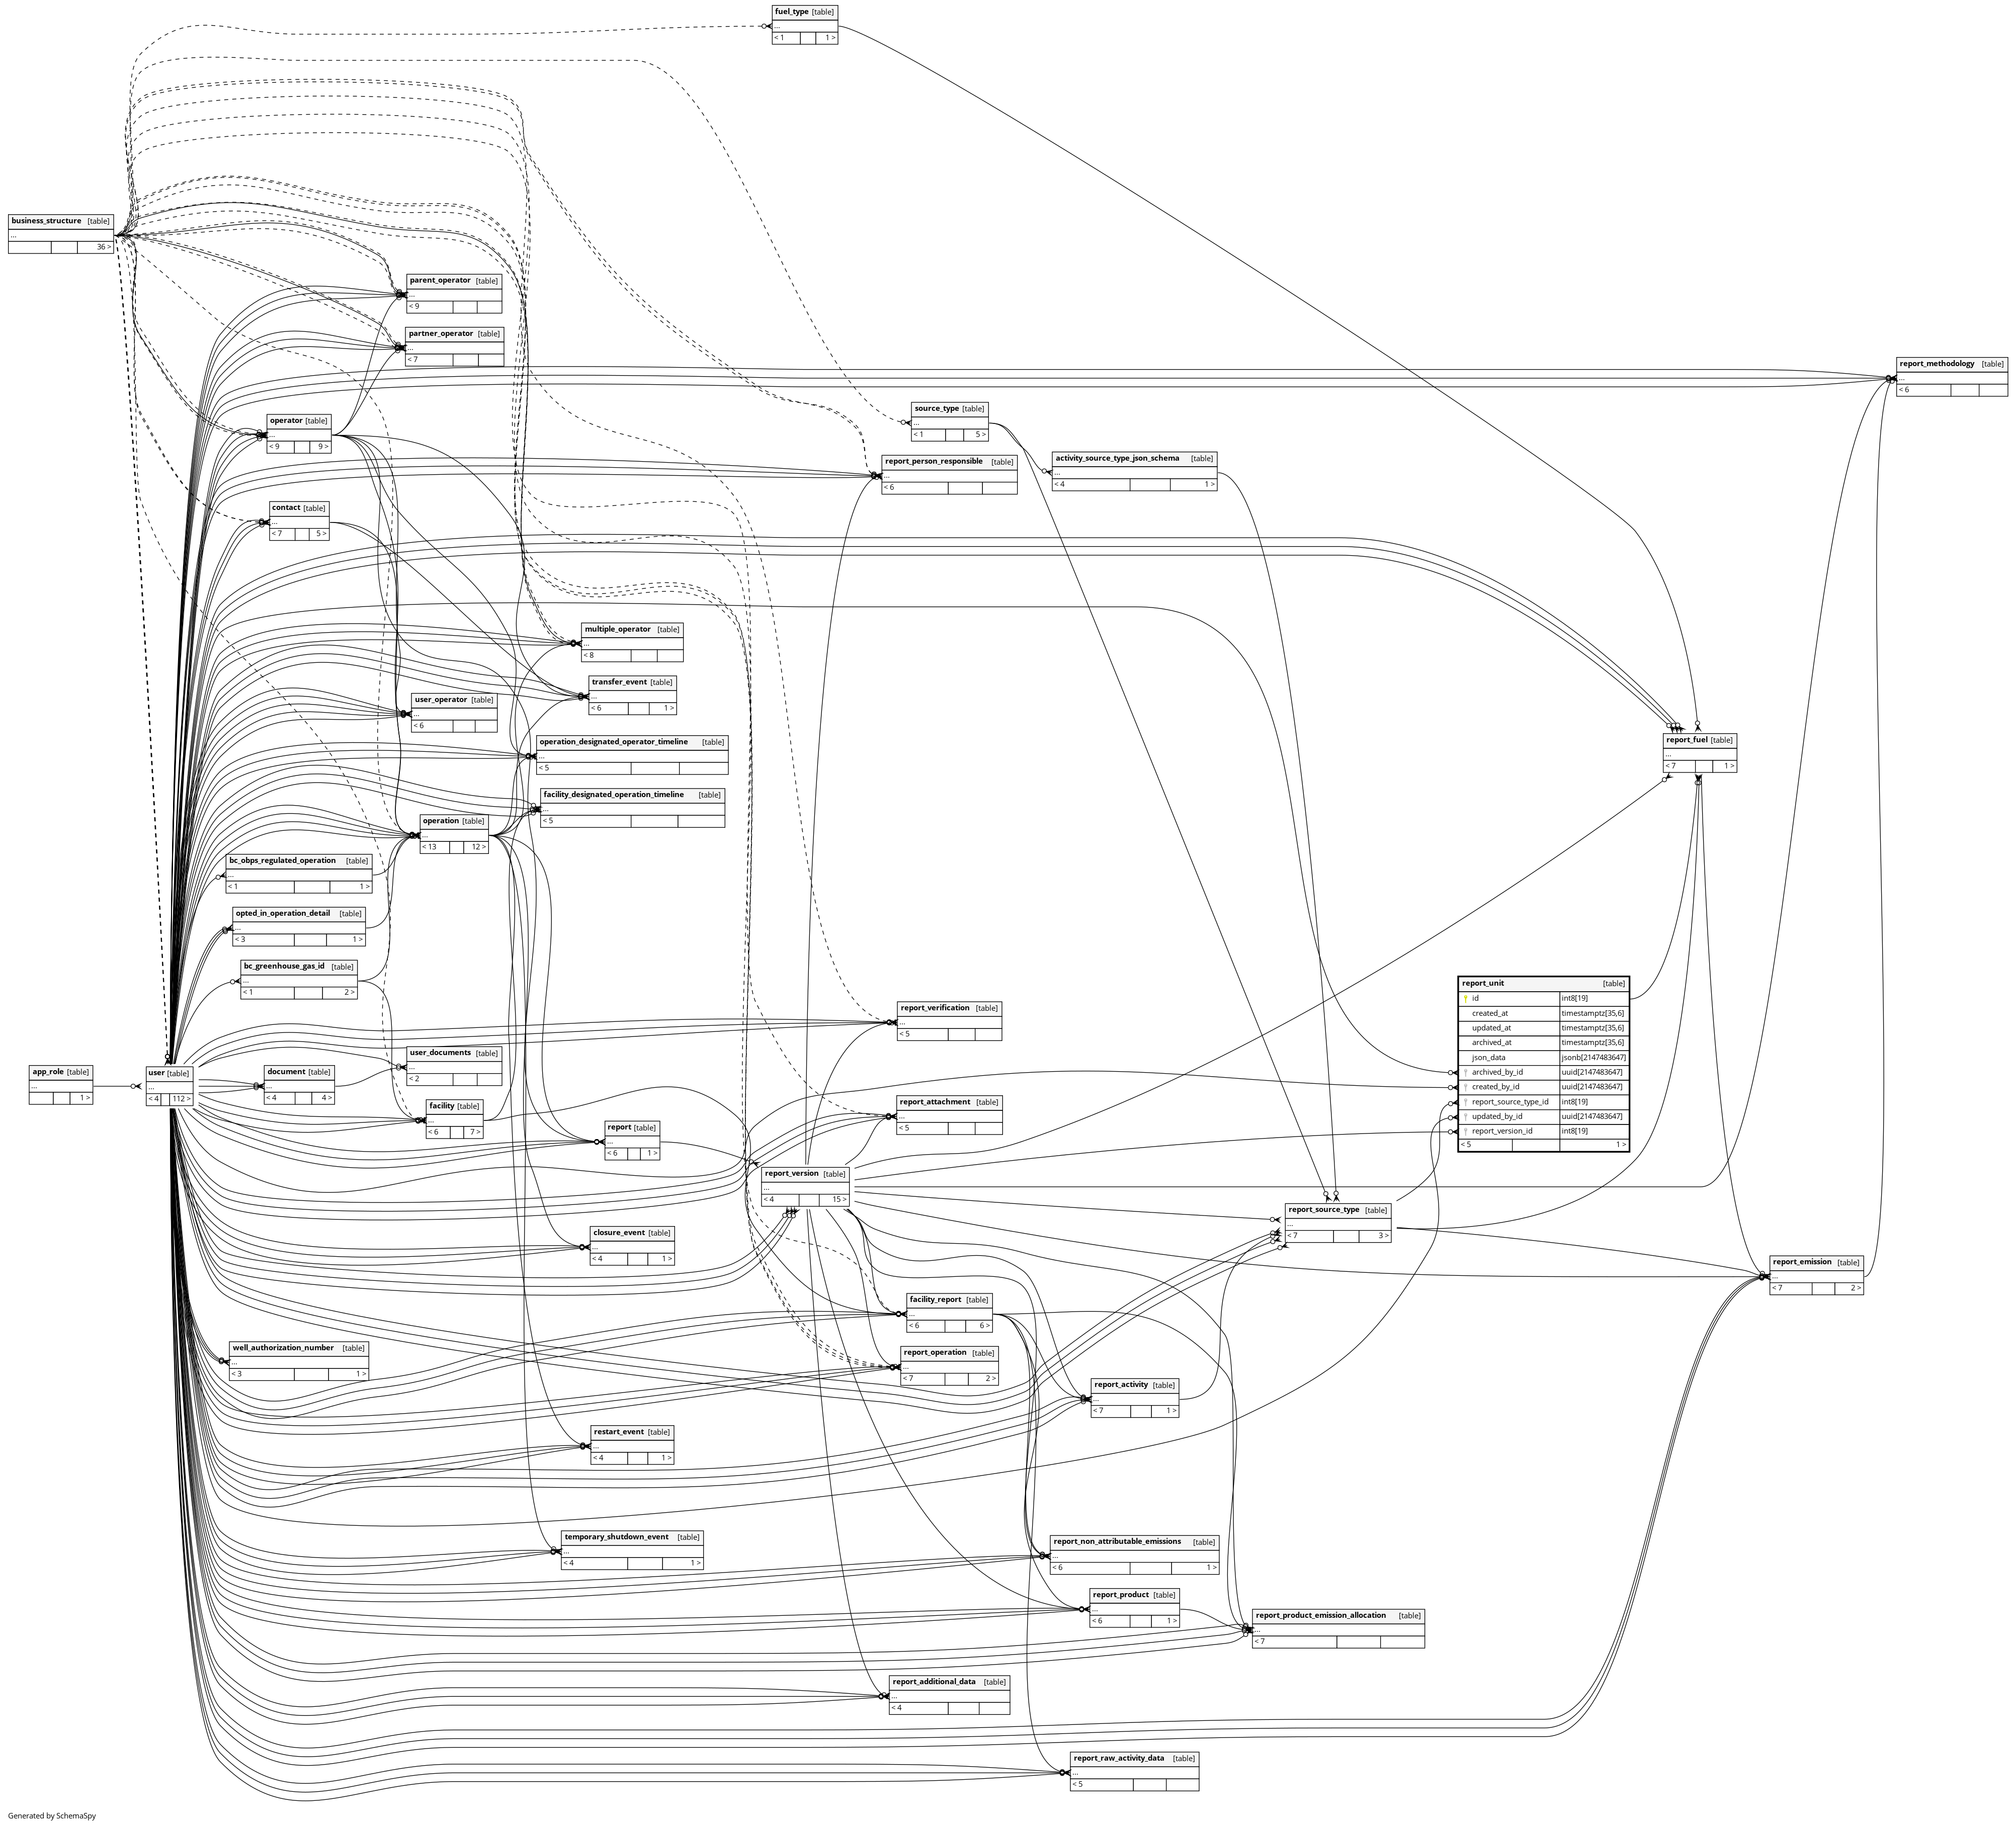 fuel_type [table]
...
< 1 1 >
business_structure [table]
...
36 >
parent_operator [table]
...
< 9
partner_operator [table]
...
< 7
report_methodology [table]
...
< 6
source_type [table]
...
< 1 5 >
operator [table]
...
< 9 9 >
activity_source_type_json_schema [table]
...
< 4 1 >
report_person_responsible [table]
...
< 6
contact [table]
...
< 7 5 >
multiple_operator [table]
...
< 8
transfer_event [table]
...
< 6 1 >
user_operator [table]
...
< 6
operation_designated_operator_timeline [table]
...
< 5
report_fuel [table]
...
< 7 1 >
facility_designated_operation_timeline [table]
...
< 5
operation [table]
...
< 13 12 >
bc_obps_regulated_operation [table]
...
< 1 1 >
opted_in_operation_detail [table]
...
< 3 1 >
bc_greenhouse_gas_id [table]
...
< 1 2 >
report_unit [table]
id int8[19]
created_at timestamptz[35,6]
updated_at timestamptz[35,6]
archived_at timestamptz[35,6]
json_data jsonb[2147483647]
archived_by_id uuid[2147483647]
created_by_id uuid[2147483647]
report_source_type_id int8[19]
updated_by_id uuid[2147483647]
report_version_id int8[19]
< 5 1 >
report_verification [table]
...
< 5
user_documents [table]
...
< 2
app_role [table]
...
1 >
user [table]
...
< 4 112 >
document [table]
...
< 4 4 >
facility [table]
...
< 6 7 >
report_attachment [table]
...
< 5
report [table]
...
< 6 1 >
report_version [table]
...
< 4 15 >
report_source_type [table]
...
< 7 3 >
closure_event [table]
...
< 4 1 >
report_emission [table]
...
< 7 2 >
facility_report [table]
...
< 6 6 >
well_authorization_number [table]
...
< 3 1 >
report_operation [table]
...
< 7 2 >
report_activity [table]
...
< 7 1 >
restart_event [table]
...
< 4 1 >
temporary_shutdown_event [table]
...
< 4 1 >
report_non_attributable_emissions [table]
...
< 6 1 >
report_product [table]
...
< 6 1 >
report_product_emission_allocation [table]
...
< 7
report_additional_data [table]
...
< 4
report_raw_activity_data [table]
...
< 5
Generated by SchemaSpy